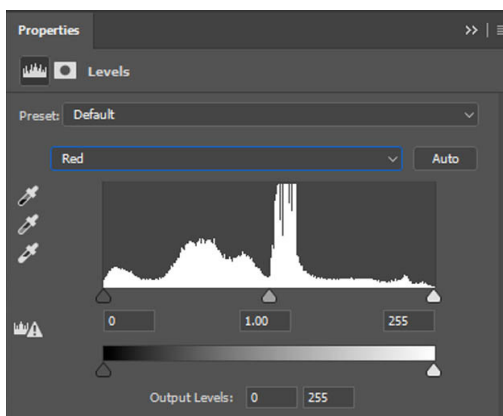 Properties
Levels
Preset: Default
Red Auto
0 1.00 255
Output Levels: 0 255